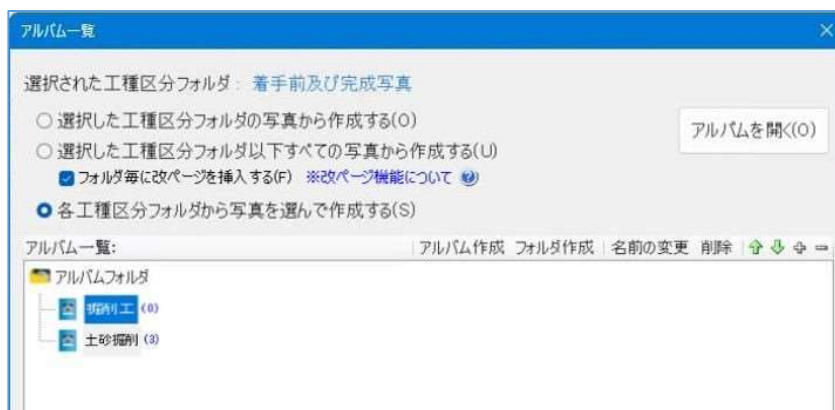 アルバム一覧
選択された工種区分フォルダ: 着手前及び完成写真
選択した工種区分フォルダの写真から作成する(O)
アルバムを開く(O)
選択した工種区分フォルダ以下すべての写真から作成する(U)
フォルダ毎に改ページを挿入する(F) ※改ページ機能について
各工種区分フォルダから写真を選んで作成する(S)
アルバム一覧: アルバム作成 フォルダ作成 名前の変更 削除
アルバムフォルダ
掘削工 (0)
土砂掘削 (3)